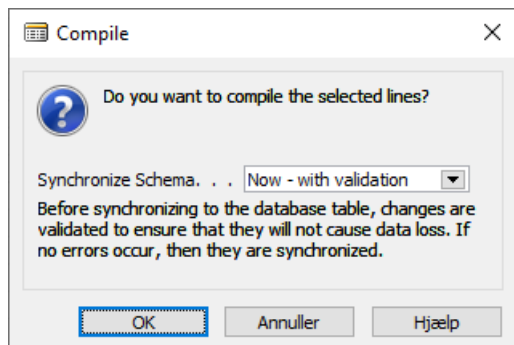 Compile
Do you want to compile the selected lines?
Synchronize Schema. . . Now - with validation
Before synchronizing to the database table, changes are
validated to ensure that they will not cause data loss. If
no errors occur, then they are synchronized.
OK Annuller Hjælp